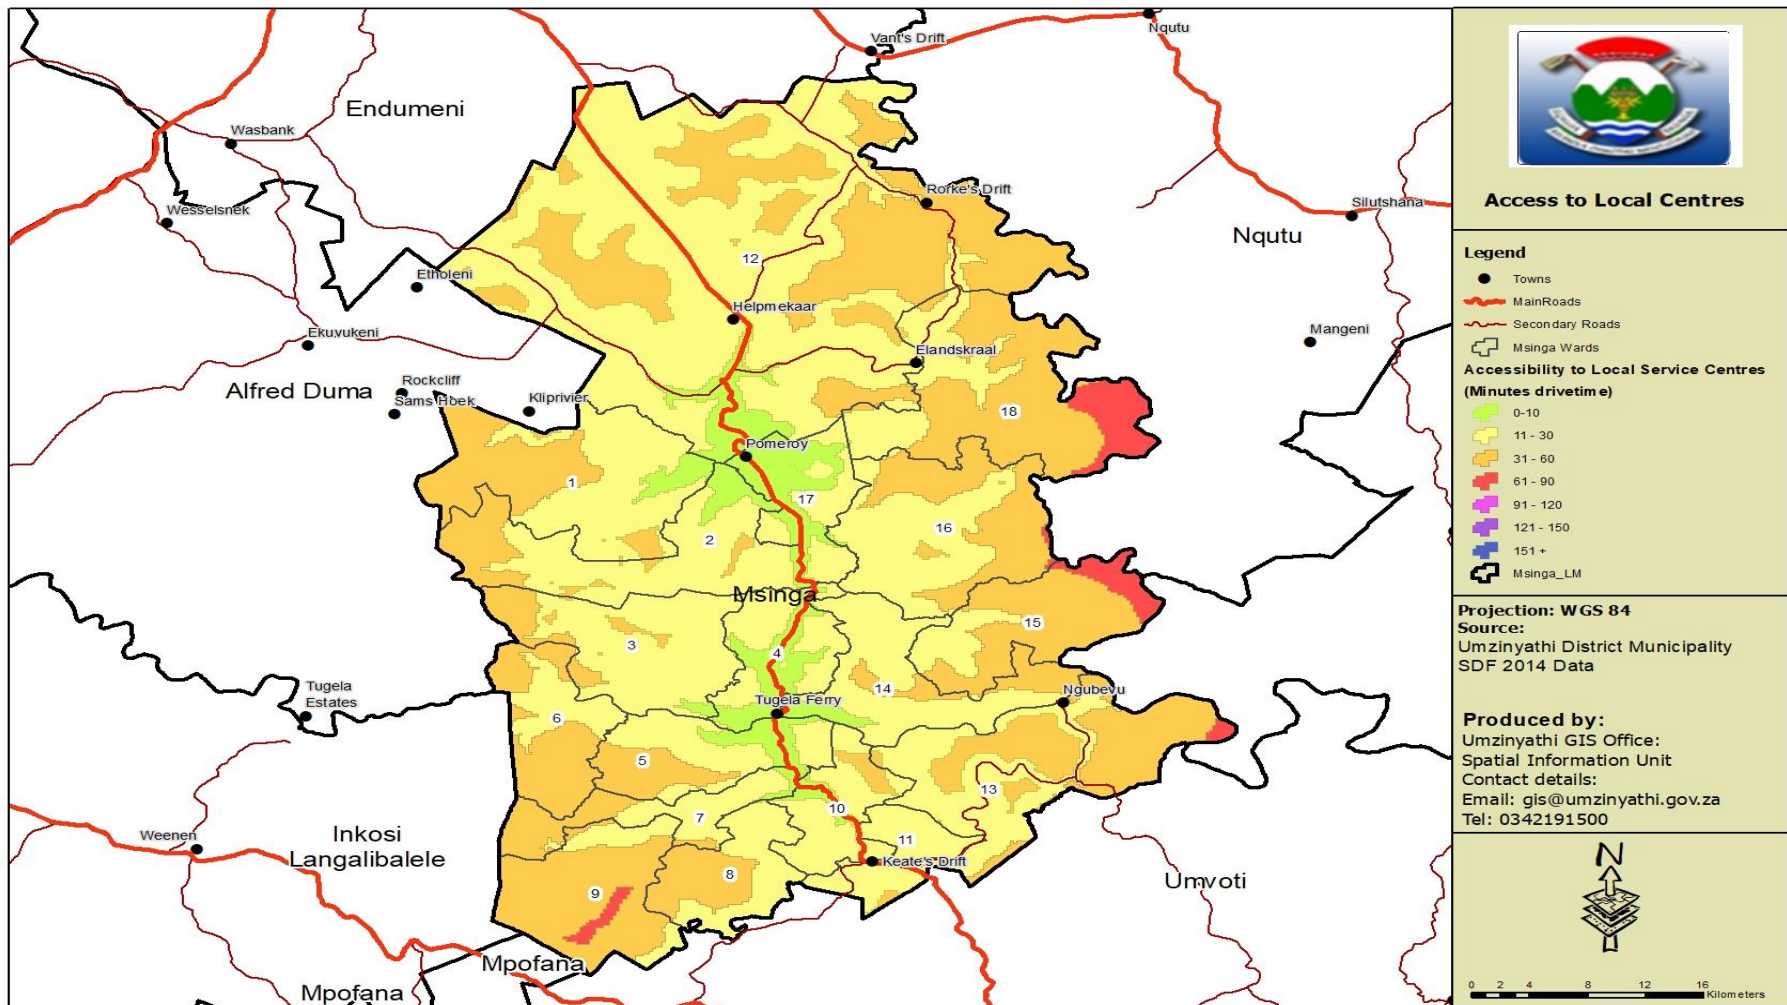 Vant's Drift
Nqutu
Endumeni
Wasbank
Rorke's Drift
Wesselsnek
Silutshana
Nqutu
12
Etholeni
Helpmekaar
Ekuvukeni
Mangeni
Elandskraal
Alfred Duma
Rockcliff
Sams Hoek
Kliprivier
18
Pomeroy
1
17
16
2
Msinga
15
3
4
14
Ngubevu
Tugela
Estates
Tugela Ferry
6
5
13
10
7
Weenen
Inkosi
Langalibalele
11
Keate's Drift
8
Umvoti
9
Mpofana
Mpofana
Access to Local Centres
Legend
Towns
MainRoads
Secondary Roads
Msinga Wards
Accessibility to Local Service Centres
(Minutes drivetime)
0-10
11 - 30
31 - 60
61 - 90
91 - 120
121 - 150
151 +
Msinga_LM
Projection: WGS 84
Source:
Umzinyathi District Municipality
SDF 2014 Data
Produced by:
Umzinyathi GIS Office:
Spatial Information Unit
Contact details:
Email: gis@umzinyathi.gov.za
Tel: 0342191500
N
0 2 4 8 12 16
Kilometers